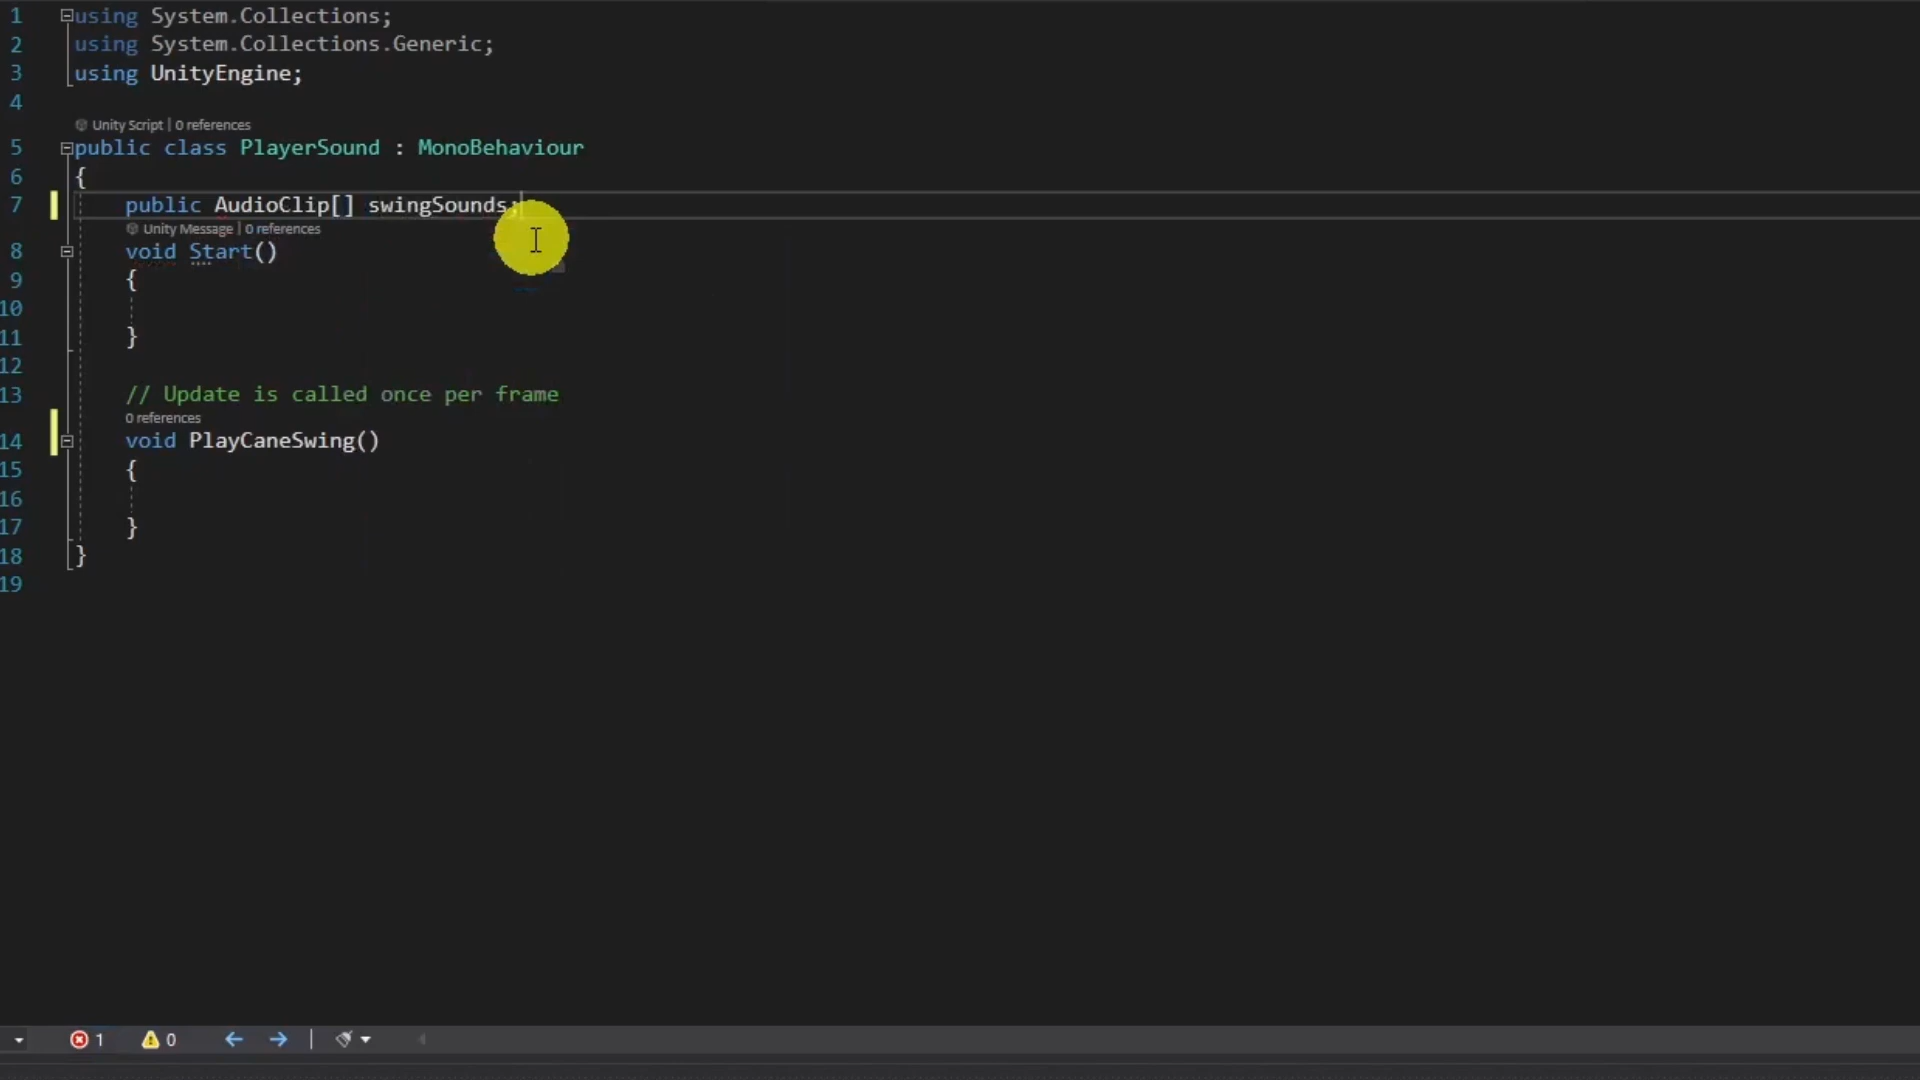 1 using System.Collections;
2 using System.Collections.Generic;
3 using UnityEngine;
4
Unity Script | 0 references
5 public class PlayerSound : MonoBehaviour
6 {
7 public AudioClip[] swingSounds;
Unity Message | 0 references
8 void Start()
9 {
10
11 }
12
13 // Update is called once per frame
0 references
14 void PlayCaneSwing()
15 {
16
17 }
18 }
19
1 0